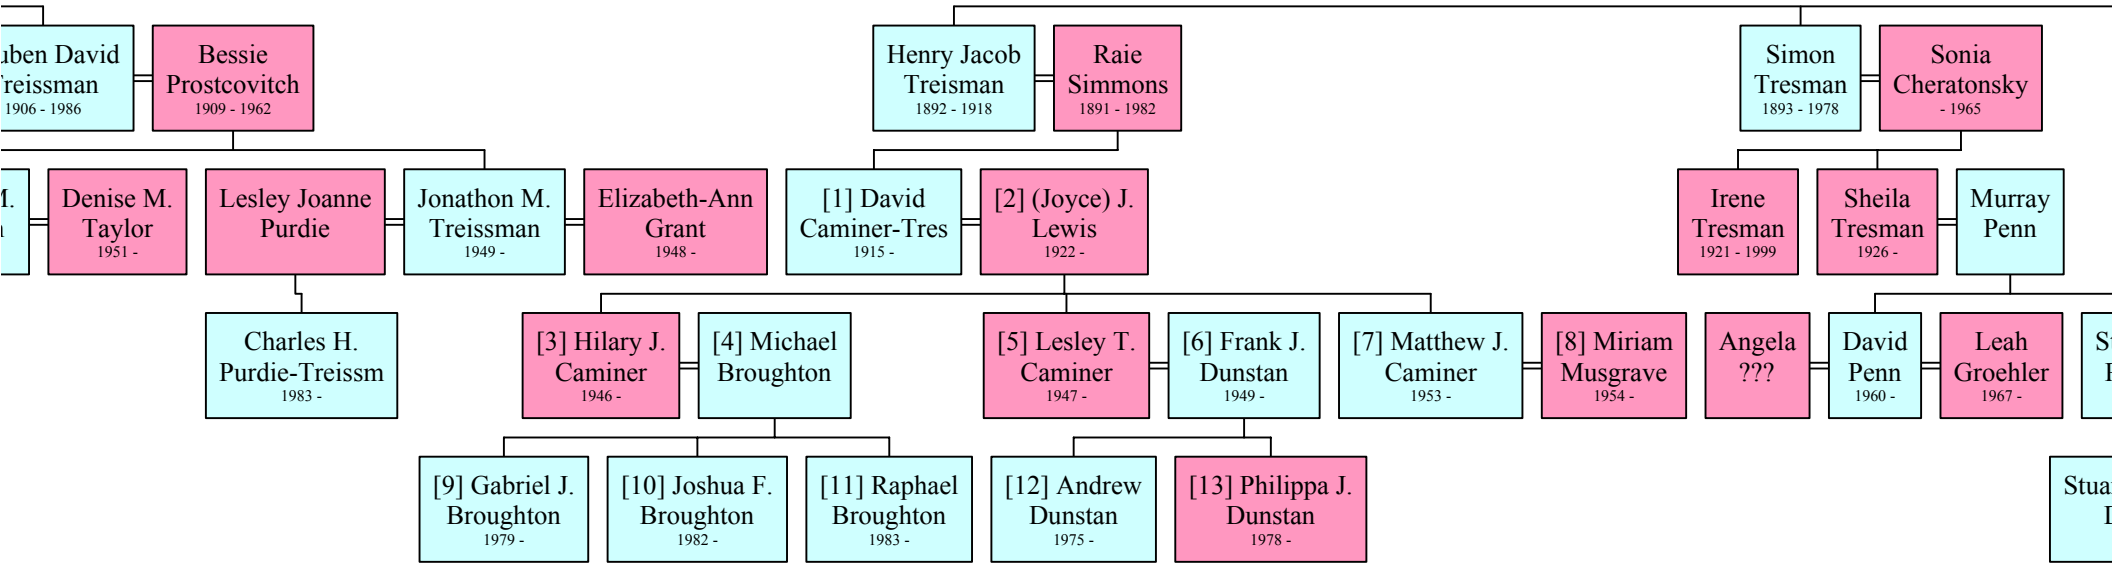 David
Treissman
1906 - 1986
Bessie
Prostcovitch
1909 - 1962
Henry Jacob
Treisman
1892 - 1918
Raie
Simmons
1891 - 1982
Simon
Tresman
1893 - 1978
Sonia
Cheratonsky
- 1965
Denise M.
Taylor
1951 -
Lesley Joanne
Purdie
Jonathon M.
Treissman
1949 -
Elizabeth-Ann
Grant
1948 -
[1] David
Caminer-Tres
1915 -
[2] (Joyce) J.
Lewis
1922 -
Irene
Tresman
1921 - 1999
Sheila
Tresman
1926 -
Murray
Penn
Charles H.
Purdie-Treissm
1983 -
[3] Hilary J.
Caminer
1946 -
[4] Michael
Broughton
[5] Lesley T.
Caminer
1947 -
[6] Frank J.
Dunstan
1949 -
[7] Matthew J.
Caminer
1953 -
[8] Miriam
Musgrave
1954 -
Angela
???
David
Penn
1960 -
Leah
Groehler
1967 -
[9] Gabriel J.
Broughton
1979 -
[10] Joshua F.
Broughton
1982 -
[11] Raphael
Broughton
1983 -
[12] Andrew
Dunstan
1975 -
[13] Philippa J.
Dunstan
1978 -